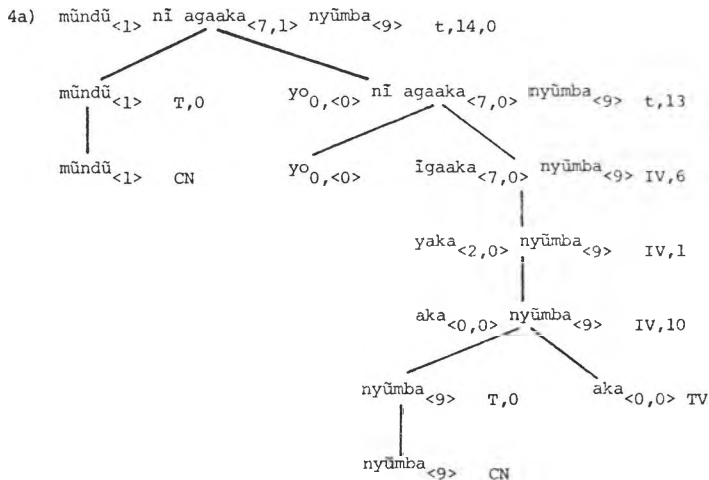 4a) mũndũ<1> nĩ agaaka<7,1> nyũmba<9> t,14,0
mũndũ<1> T,0 yo0,<0> nĩ agaaka<7,0> nyũmba<9> t,13
mũndũ<1> CN yo0,<0> ĩgaaka<7,0> nyũmba<9> IV,6
yaka<2,0> nyũmba<9> IV,1
aka<0,0> nyũmba<9> IV,10
nyũmba<9> T,0 aka<0,0> TV
nyũmba<9> CN